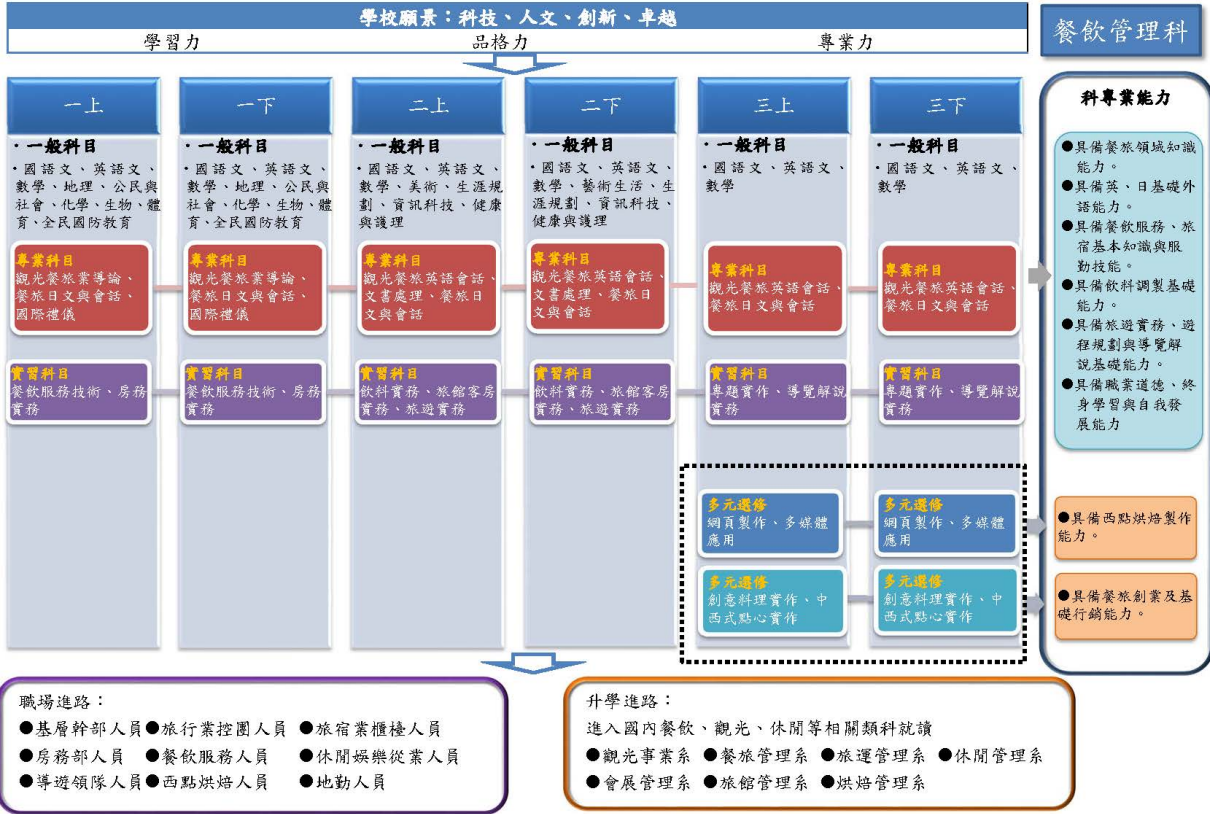 學校願景：科技、人文、創新、卓越
學習力
品格力
專業力
餐飲管理科
一上
・一般科目
・國語文、英語文、
數學、地理、公民與
社會、化學、生物、體
育、全民國防教育
專業科目
觀光餐旅業導論、
餐旅日文與會話、
國際禮儀
實習科目
餐飲服務技術、房務
實務
一下
・一般科目
・國語文、英語文、
數學、地理、公民與
社會、化學、生物、體
育、全民國防教育
專業科目
觀光餐旅業導論、
餐旅日文與會話、
國際禮儀
實習科目
餐飲服務技術、房務
實務
二上
・一般科目
・國語文、英語文、
數學、美術、生涯規
劃、資訊科技、健康
與護理
專業科目
觀光餐旅英語會話、
文書處理、餐旅日
文與會話
實習科目
飲料實務、旅館客房
實務、旅遊實務
二下
・一般科目
・國語文、英語文、
數學、藝術生活、生
涯規劃、資訊科技、
健康與護理
專業科目
觀光餐旅英語會話、
文書處理、餐旅日
文與會話
實習科目
飲料實務、旅館客房
實務、旅遊實務
三上
・一般科目
・國語文、英語文、
數學
專業科目
觀光餐旅英語會話、
餐旅日文與會話
實習科目
專題實作、導覽解說
實務
多元選修
網頁製作、多媒體
應用
多元選修
創意料理實作、中
西式點心實作
三下
・一般科目
・國語文、英語文、
數學
專業科目
觀光餐旅英語會話、
餐旅日文與會話
實習科目
專題實作、導覽解說
實務
多元選修
網頁製作、多媒體
應用
多元選修
創意料理實作、中
西式點心實作
科專業能力
●具備餐旅領域知識
能力。
●具備英、日基礎外
語能力。
●具備餐飲服務、旅
宿基本知識與服
勤技能。
●具備飲料調製基礎
能力。
●具備旅遊實務、遊
程規劃與導覽解
說基礎能力。
●具備職業道德、終
身學習與自我發
展能力
●具備西點烘焙製作
能力。
●具備餐旅創業及基
礎行銷能力。
職場進路：
●基層幹部人員●旅行業控團人員 ●旅宿業櫃檯人員
●房務部人員 ●餐飲服務人員 ●休閒娛樂從業人員
●導遊領隊人員●西點烘焙人員 ●地勤人員
升學進路：
進入國內餐飲、觀光、休閒等相關類科就讀
●觀光事業系 ●餐旅管理系 ●旅運管理系 ●休閒管理系
●會展管理系 ●旅館管理系 ●烘焙管理系